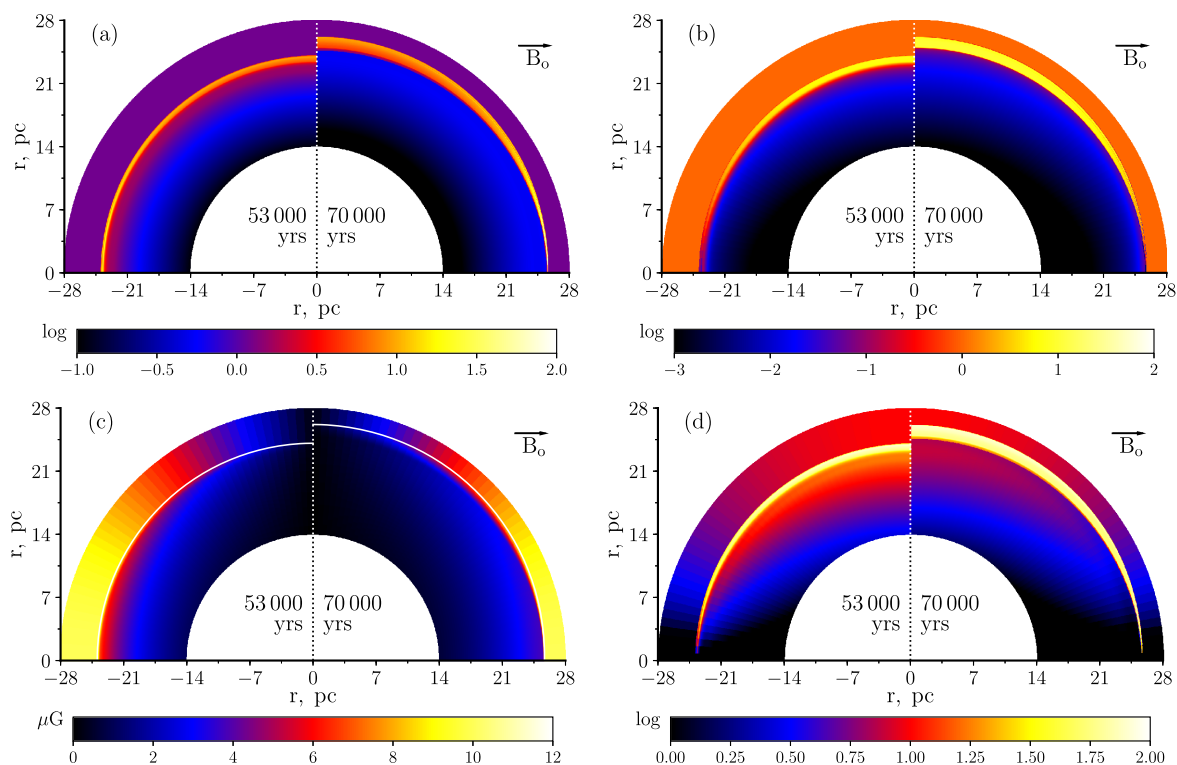 28
21
14
7
0
r, pc
(a)
B₀
53 000
yrs
70 000
yrs
−28 −21 −14 −7 0 7 14 21 28
r, pc
log
−1.0 −0.5 0.0 0.5 1.0 1.5 2.0
28
21
14
7
0
r, pc
(b)
B₀
53 000
yrs
70 000
yrs
−28 −21 −14 −7 0 7 14 21 28
r, pc
log
−3 −2 −1 0 1 2
28
21
14
7
0
r, pc
(c)
B₀
53 000
yrs
70 000
yrs
−28 −21 −14 −7 0 7 14 21 28
r, pc
μG
0 2 4 6 8 10 12
28
21
14
7
0
r, pc
(d)
B₀
53 000
yrs
70 000
yrs
−28 −21 −14 −7 0 7 14 21 28
r, pc
log
0.00 0.25 0.50 0.75 1.00 1.25 1.50 1.75 2.00